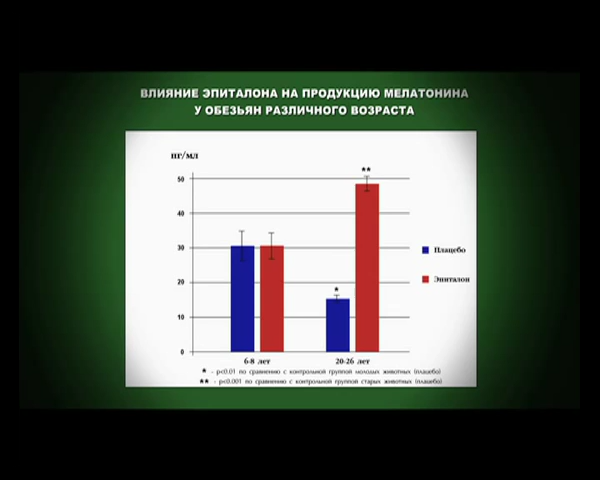 ВЛИЯНИЕ ЭПИТАЛОНА НА ПРОДУКЦИЮ МЕЛАТОНИНА
У ОБЕЗЬЯН РАЗЛИЧНОГО ВОЗРАСТА
пг/мл
50
40
30
20
10
0
**
*
Плацебо
Эпиталон
6-8 лет
20-26 лет
* - p<0.01 по сравнению с контрольной группой молодых животных (плацебо)
** - p<0.001 по сравнению с контрольной группой старых животных (плацебо)